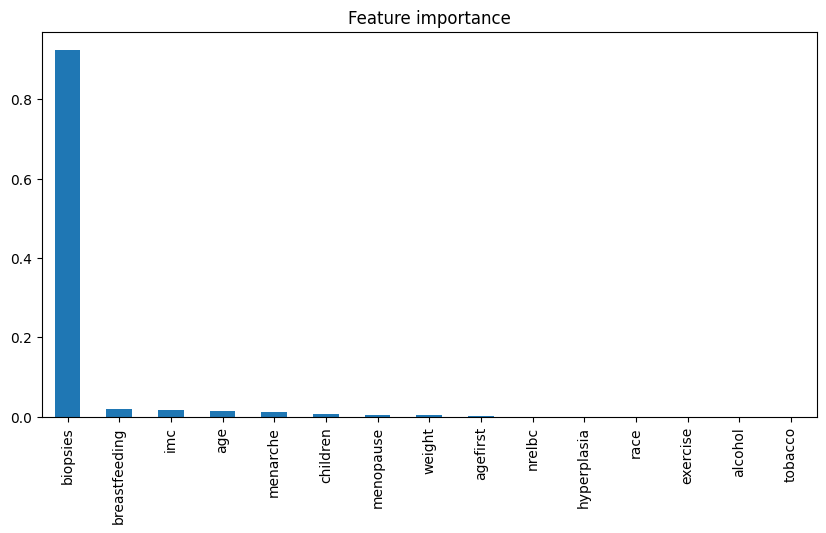 Feature importance
0.8
0.6
0.4
0.2
0.0
biopsies
breastfeeding
imc
age
menarche
children
menopause
weight
agefirst
nrelbc
hyperplasia
race
exercise
alcohol
tobacco